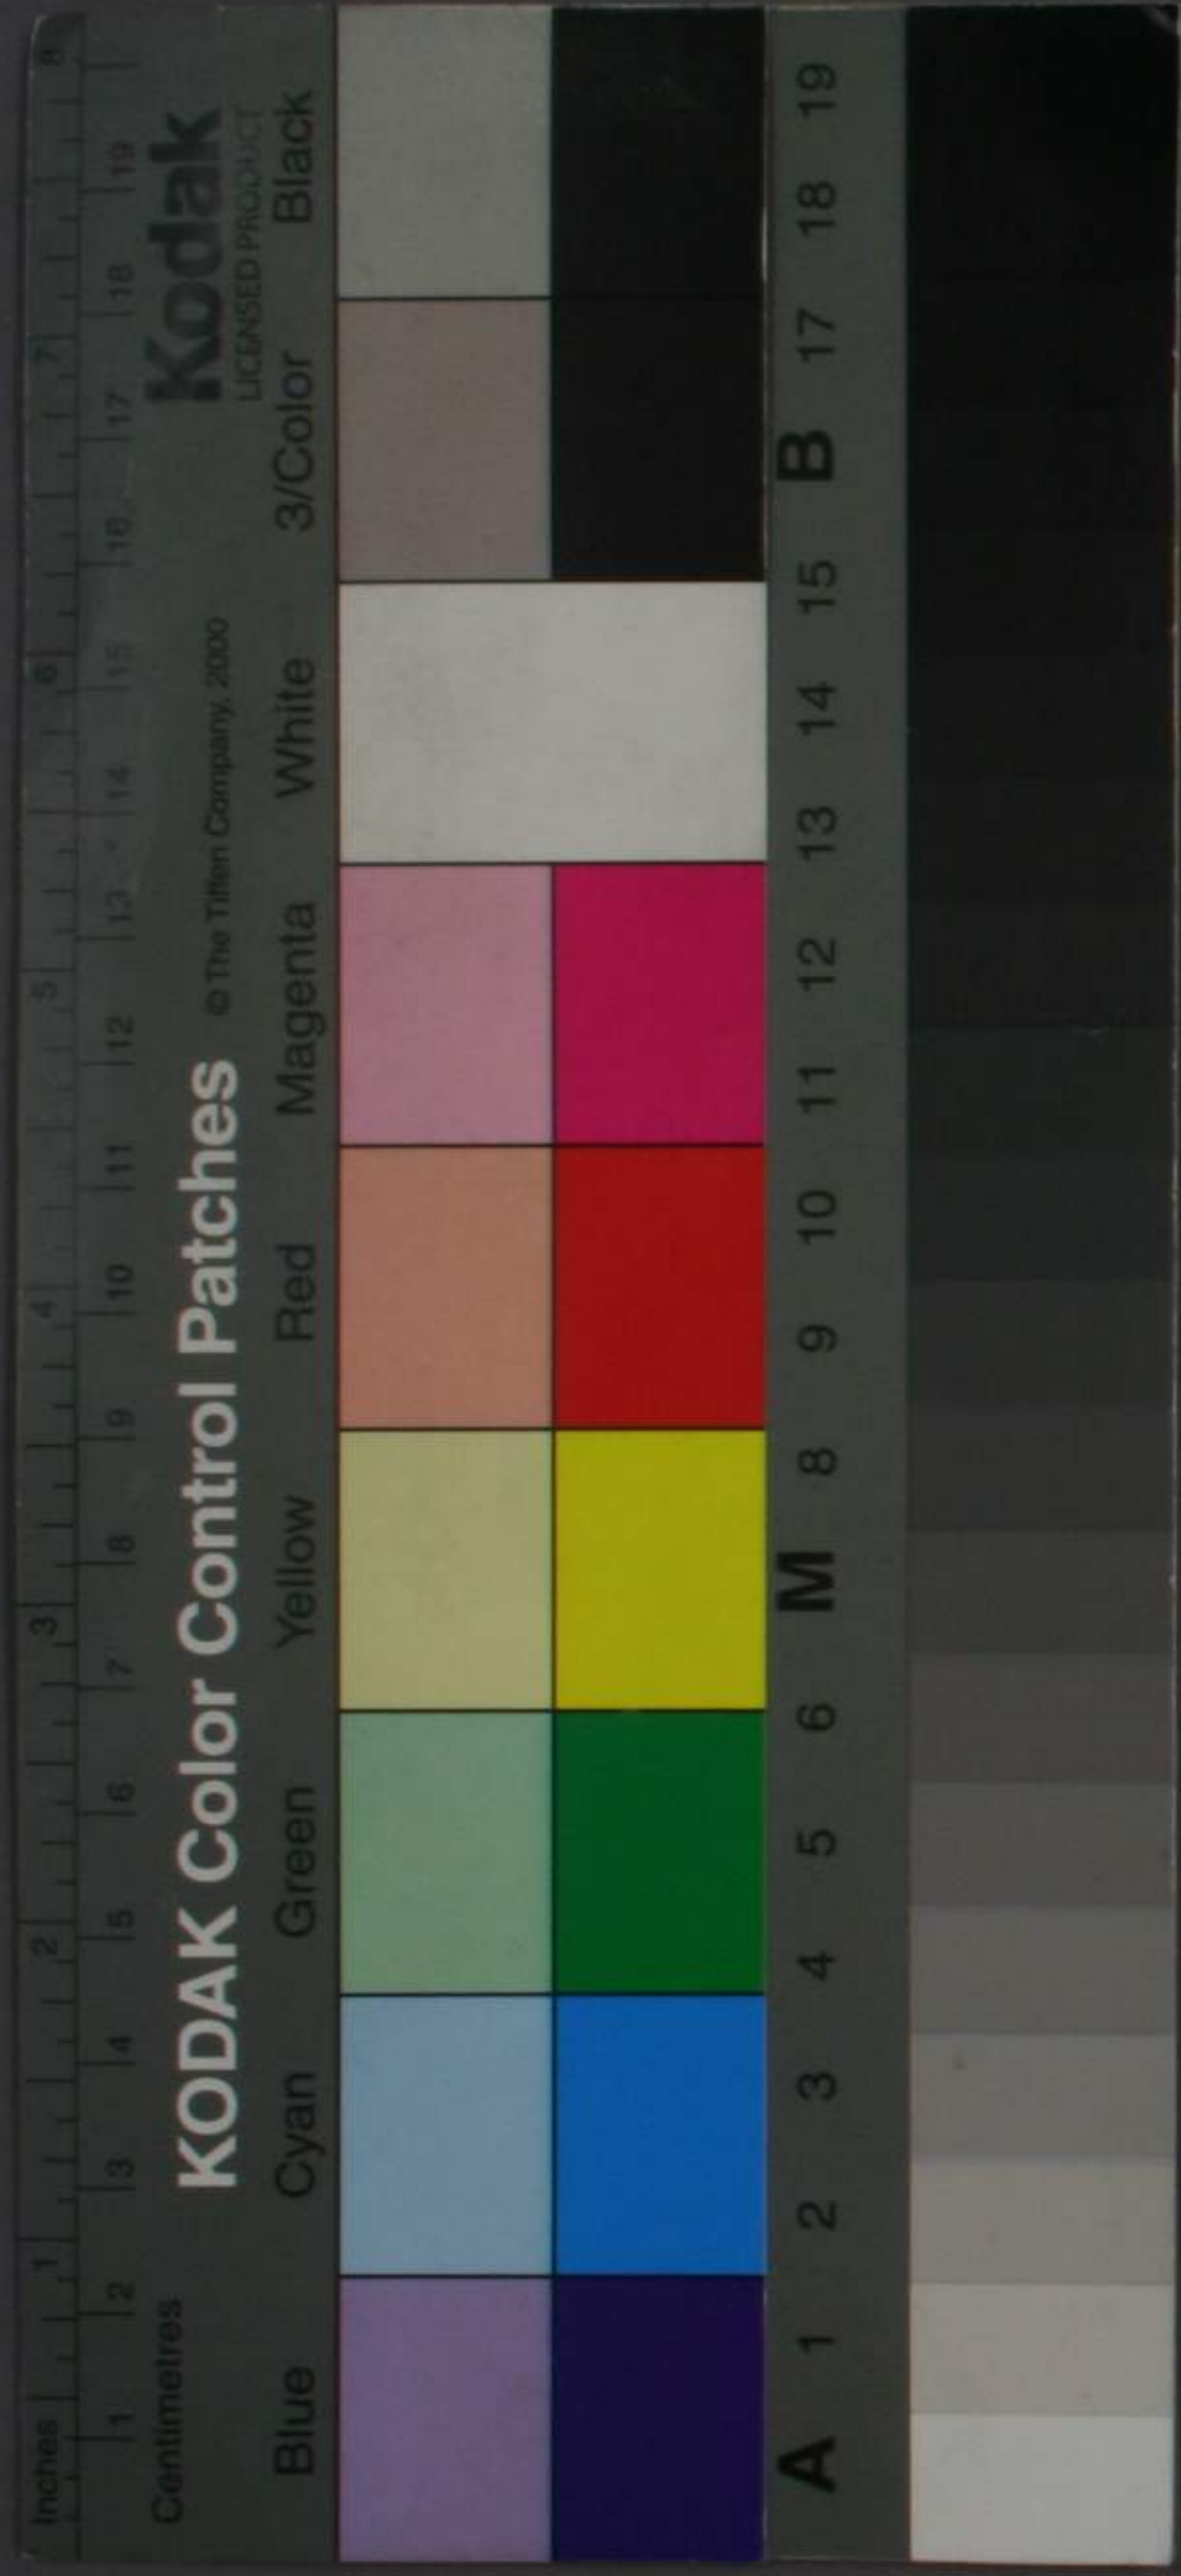 Inches 1 2 3 4 5 6 7 8
1 2 3 4 5 6 7 8 9 10 11 12 13 14 15 16 17 18 19
Centimetres
KODAK Color Control Patches © The Tiffen Company, 2000
Kodak
LICENSED PRODUCT
Blue Cyan Green Yellow Red Magenta White 3/Color Black
A 1 2 3 4 5 6 M 8 9 10 11 12 13 14 15 B 17 18 19